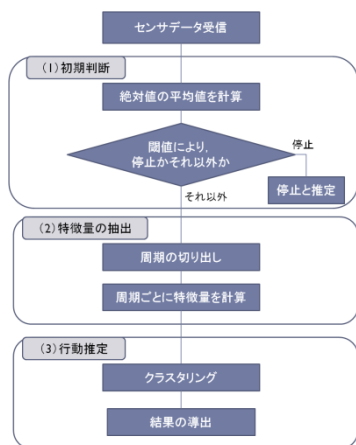 センサデータ受信
(1)初期判断
絶対値の平均値を計算
閾値により,
停止かそれ以外か
停止
停止と推定
それ以外
(2)特徴量の抽出
周期の切り出し
周期ごとに特徴量を計算
(3)行動推定
クラスタリング
結果の導出